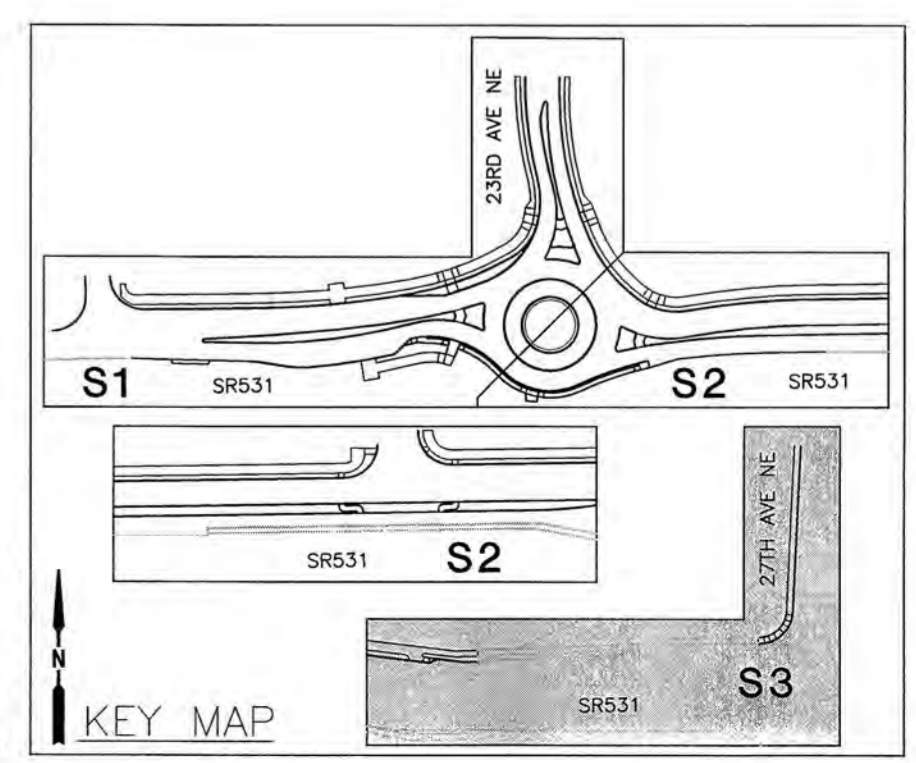 23RD AVE NE
S1
SR531
S2
SR531
SR531
S2
27TH AVE NE
S3
SR531
N
KEY MAP